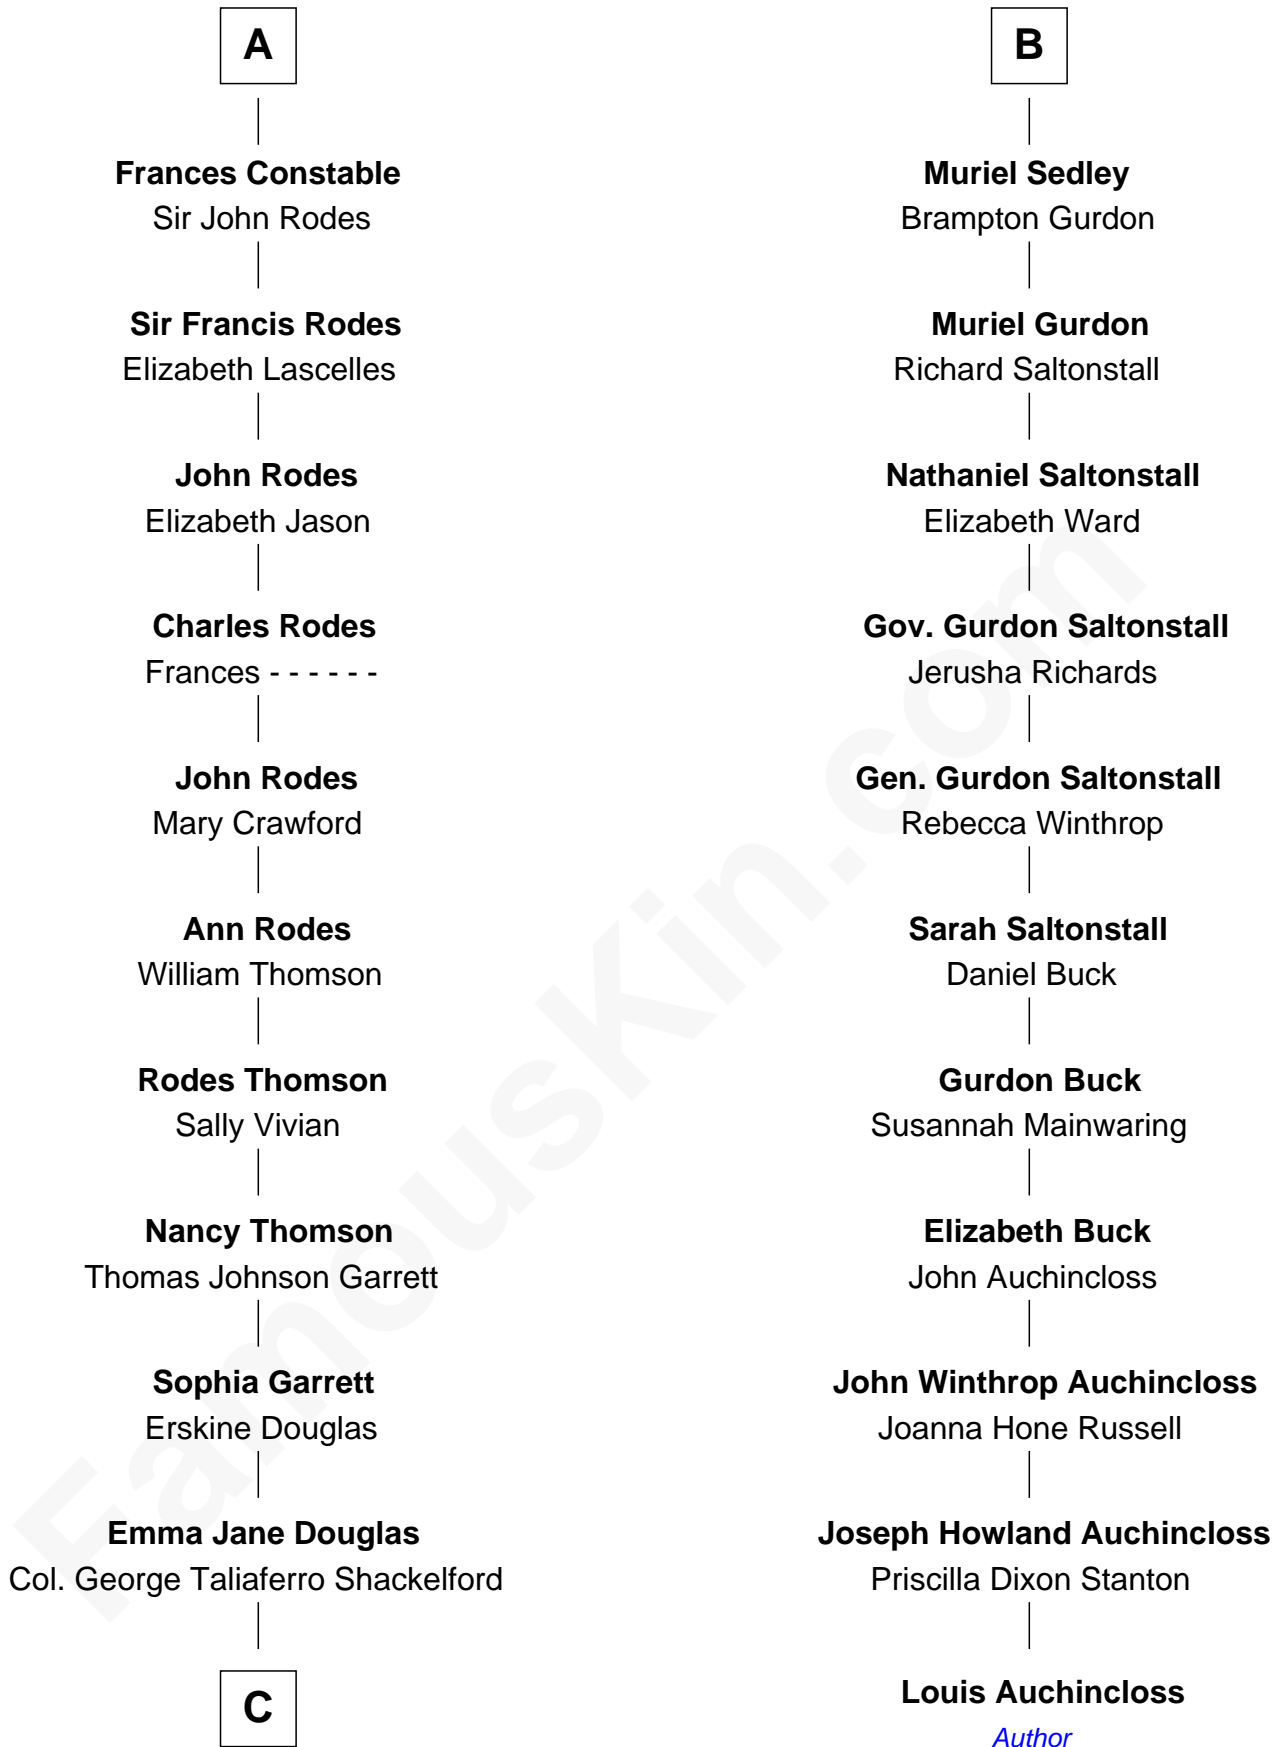 A
Frances Constable
Sir John Rodes
Sir Francis Rodes
Elizabeth Lascelles
John Rodes
Elizabeth Jason
Charles Rodes
Frances - - - - - -
John Rodes
Mary Crawford
Ann Rodes
William Thomson
Rodes Thomson
Sally Vivian
Nancy Thomson
Thomas Johnson Garrett
Sophia Garrett
Erskine Douglas
Emma Jane Douglas
Col. George Taliaferro Shackelford
C
B
Muriel Sedley
Brampton Gurdon
Muriel Gurdon
Richard Saltonstall
Nathaniel Saltonstall
Elizabeth Ward
Gov. Gurdon Saltonstall
Jerusha Richards
Gen. Gurdon Saltonstall
Rebecca Winthrop
Sarah Saltonstall
Daniel Buck
Gurdon Buck
Susannah Mainwaring
Elizabeth Buck
John Auchincloss
John Winthrop Auchincloss
Joanna Hone Russell
Joseph Howland Auchincloss
Priscilla Dixon Stanton
Louis Auchincloss
Author
FamousKin.com